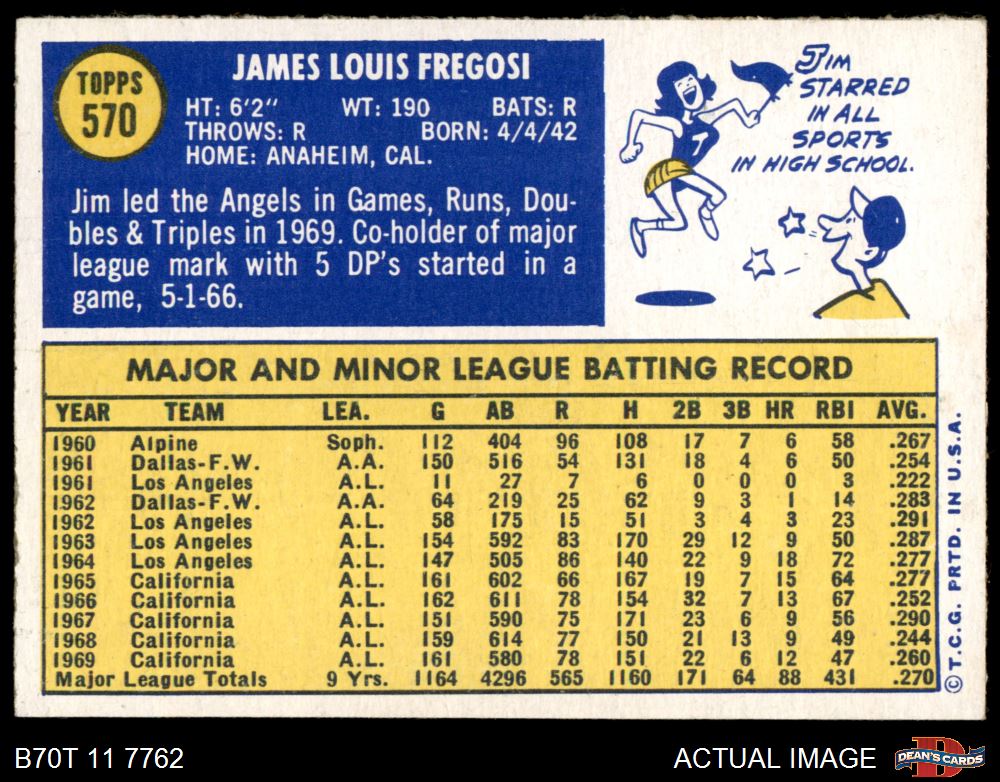 TOPPS
570
JAMES LOUIS FREGOSI
HT: 6'2" WT: 190 BATS: R
THROWS: R BORN: 4/4/42
HOME: ANAHEIM, CAL.
Jim led the Angels in Games, Runs, Dou-
bles & Triples in 1969. Co-holder of major
league mark with 5 DP's started in a
game, 5-1-66.
JIM
STARRED
IN ALL
SPORTS
IN HIGH SCHOOL.
7
MAJOR AND MINOR LEAGUE BATTING RECORD
YEAR TEAM LEA. G AB R H 2B 3B HR RBI AVG.
1960 Alpine Soph. 112 404 96 108 17 7 6 58 .267
1961 Dallas-F.W. A.A. 150 516 54 131 18 4 6 50 .254
1961 Los Angeles A.L. 11 27 7 6 0 0 0 3 .222
1962 Dallas-F.W. A.A. 64 219 25 62 9 3 1 14 .283
1962 Los Angeles A.L. 58 175 15 51 3 4 3 23 .291
1963 Los Angeles A.L. 154 592 83 170 29 12 9 50 .287
1964 Los Angeles A.L. 147 505 86 140 22 9 18 72 .277
1965 California A.L. 161 602 66 167 19 7 15 64 .277
1966 California A.L. 162 611 78 154 32 7 13 67 .252
1967 California A.L. 151 590 75 171 23 6 9 56 .290
1968 California A.L. 159 614 77 150 21 13 9 49 .244
1969 California A.L. 161 580 78 151 22 6 12 47 .260
Major League Totals 9 Yrs. 1164 4296 565 1160 171 64 88 431 .270
© T.C.G. PRTD. IN U.S.A.
B70T 11 7762
ACTUAL IMAGE
D
DEAN'S CARDS